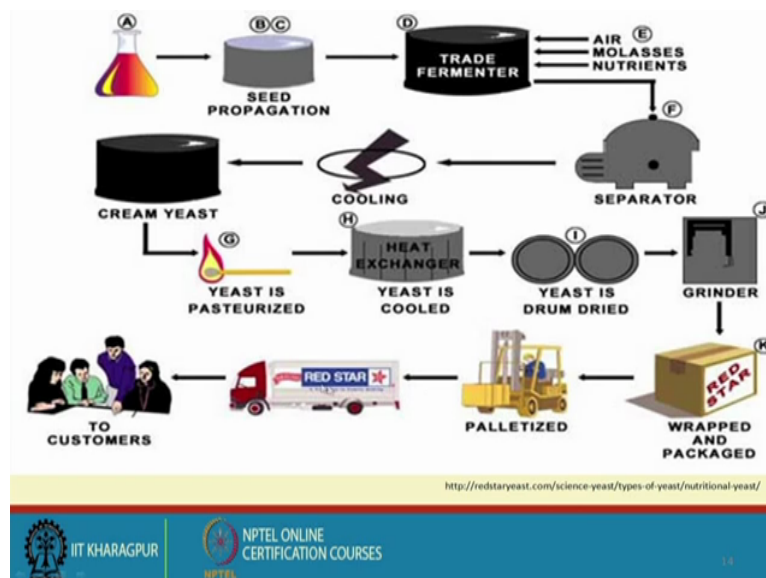 A
B C
SEED
PROPAGATION
D
TRADE
FERMENTER
E
AIR
MOLASSES
NUTRIENTS
F
SEPARATOR
COOLING
CREAM YEAST
G
YEAST IS
PASTEURIZED
H
HEAT
EXCHANGER
YEAST IS
COOLED
I
YEAST IS
DRUM DRIED
J
GRINDER
K
RED
STAR
WRAPPED
AND
PACKAGED
PALLETIZED
RED STAR
TO
CUSTOMERS
http://redstaryeast.com/science-yeast/types-of-yeast/nutritional-yeast/
IIT KHARAGPUR
NPTEL
NPTEL ONLINE
CERTIFICATION COURSES
14